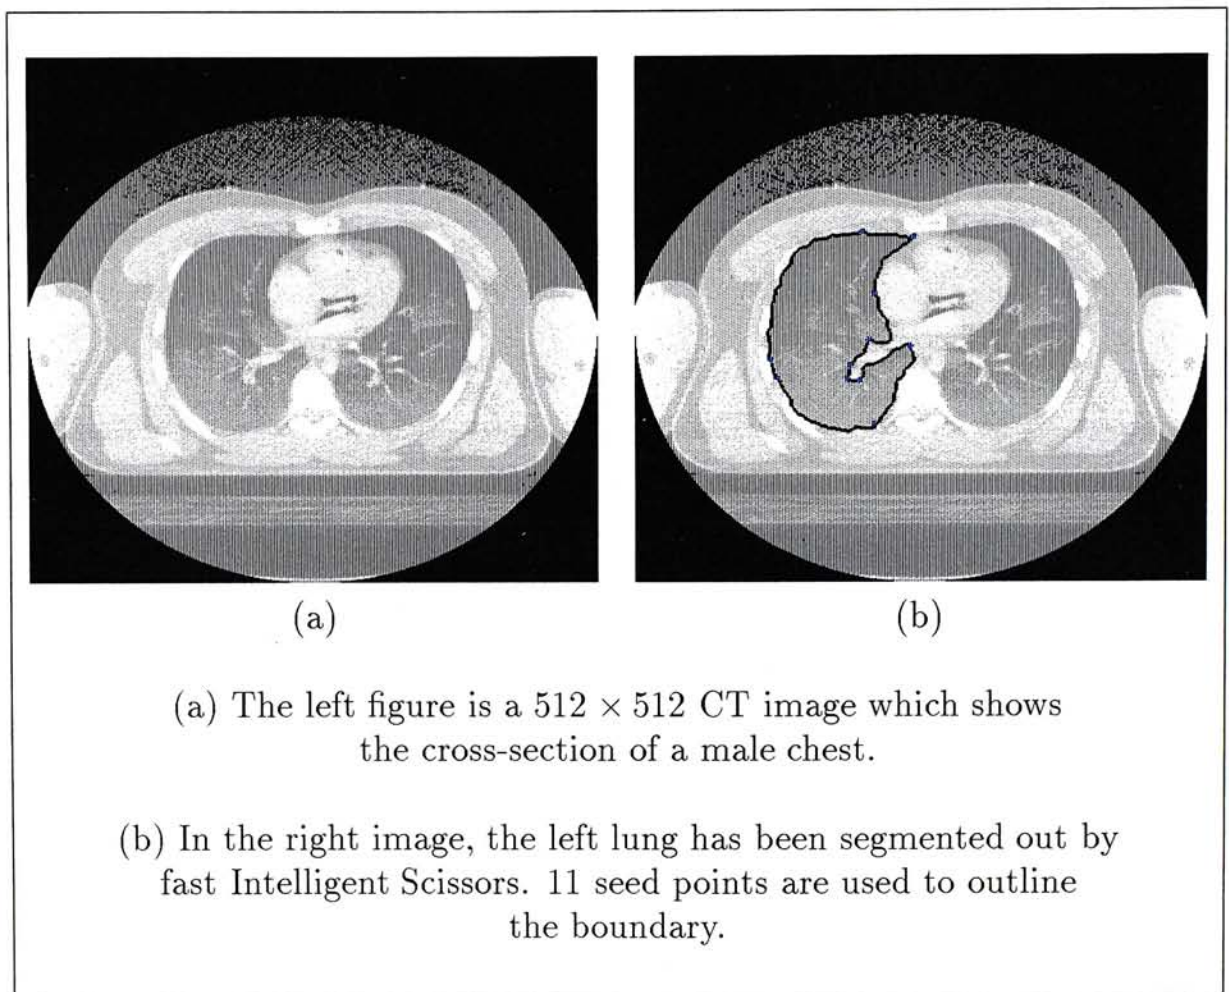 (a)
(b)
(a) The left figure is a 512 × 512 CT image which shows
the cross-section of a male chest.
(b) In the right image, the left lung has been segmented out by
fast Intelligent Scissors. 11 seed points are used to outline
the boundary.